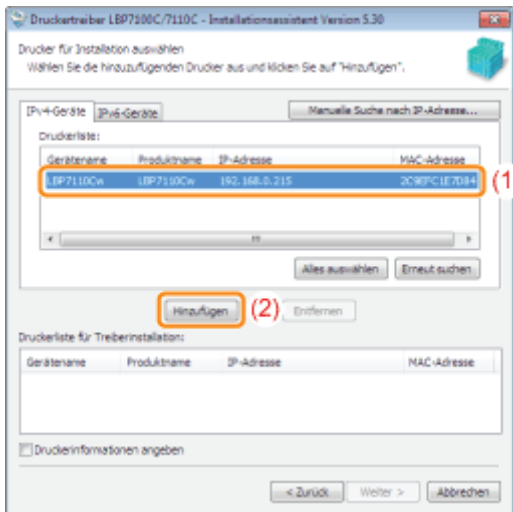 Druckertreiber LBP7100C/7110C - Installationsassistent Version 5.30
Drucker für Installation auswählen
Wählen Sie die hinzuzufügenden Drucker aus und klicken Sie auf "Hinzufügen".
IPv4-Geräte IPv6-Geräte Manuelle Suche nach IP-Adresse...
Druckerliste:
Gerätename Produktname IP-Adresse MAC-Adresse
LBP7110Cw LBP7110Cw 192.168.0.215 2C9EFC1E7D84
(1
Alles auswählen Erneut suchen
Hinzufügen (2) Entfernen
Druckerliste für Treiberinstallation:
Gerätename Produktname IP-Adresse MAC-Adresse
Druckerinformationen angeben
< Zurück Weiter > Abbrechen